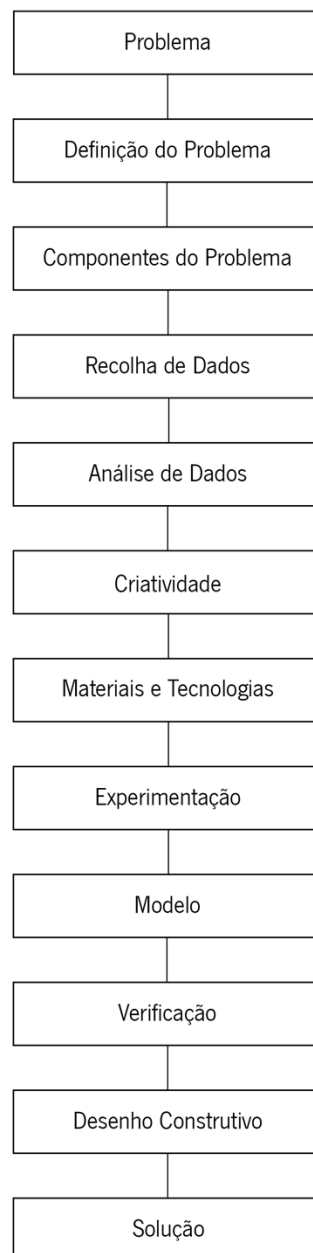 Problema
Definição do Problema
Componentes do Problema
Recolha de Dados
Análise de Dados
Criatividade
Materiais e Tecnologias
Experimentação
Modelo
Verificação
Desenho Construtivo
Solução